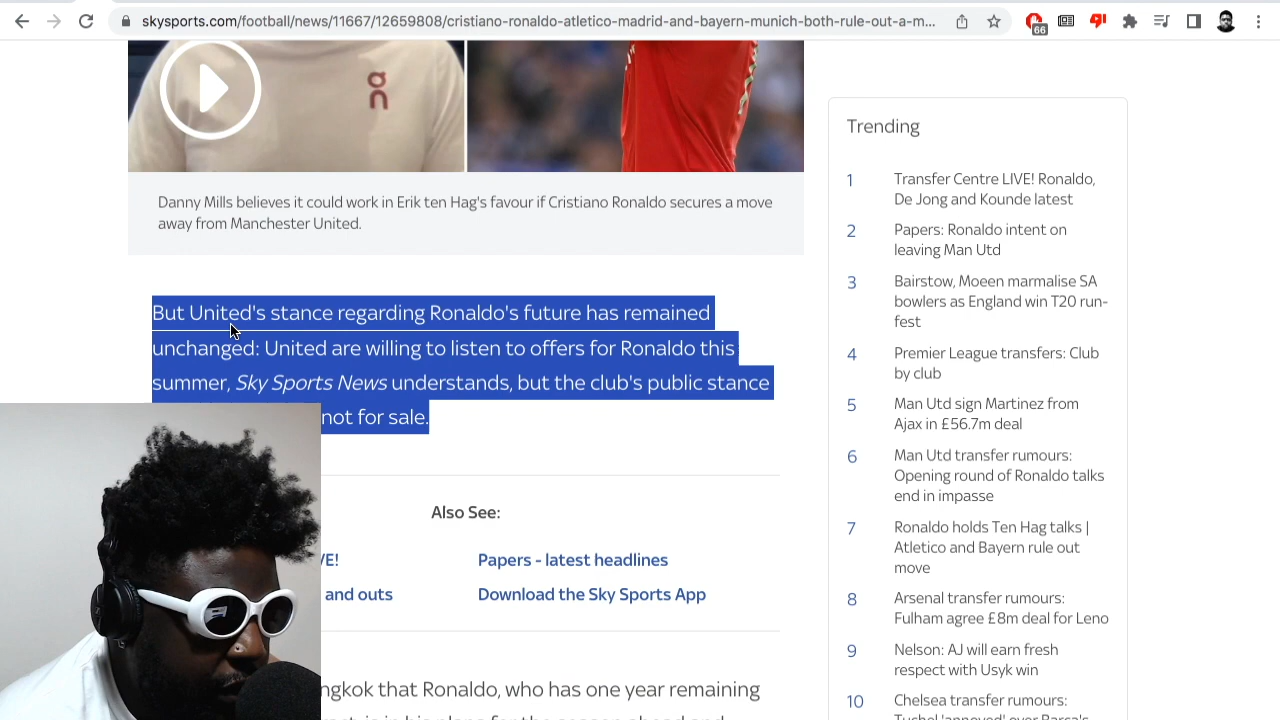 skysports.com/football/news/11667/12659808/cristiano-ronaldo-atletico-madrid-and-bayern-munich-both-rule-out-a-m...
66
on
Danny Mills believes it could work in Erik ten Hag's favour if Cristiano Ronaldo secures a move
away from Manchester United.
But United's stance regarding Ronaldo's future has remained
unchanged: United are willing to listen to offers for Ronaldo this
summer, Sky Sports News understands, but the club's public stance
not for sale.
Also See:
VE!
Papers - latest headlines
and outs
Download the Sky Sports App
ngkok that Ronaldo, who has one year remaining
Trending
1 Transfer Centre LIVE! Ronaldo,
De Jong and Kounde latest
2 Papers: Ronaldo intent on
leaving Man Utd
3 Bairstow, Moeen marmalise SA
bowlers as England win T20 run-
fest
4 Premier League transfers: Club
by club
5 Man Utd sign Martinez from
Ajax in £56.7m deal
6 Man Utd transfer rumours:
Opening round of Ronaldo talks
end in impasse
7 Ronaldo holds Ten Hag talks |
Atletico and Bayern rule out
move
8 Arsenal transfer rumours:
Fulham agree £8m deal for Leno
9 Nelson: AJ will earn fresh
respect with Usyk win
10 Chelsea transfer rumours:
Tuchel 'annoyed' over Barca's